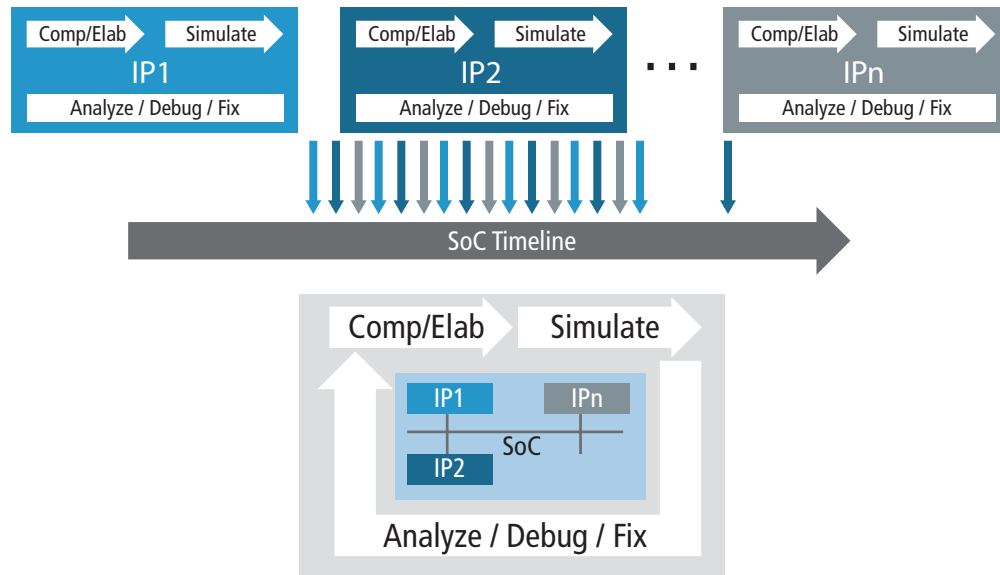 Comp/Elab
Simulate
IP1
Analyze / Debug / Fix
Comp/Elab
Simulate
IP2
Analyze / Debug / Fix
...
Comp/Elab
Simulate
IPn
Analyze / Debug / Fix
SoC Timeline
Comp/Elab
Simulate
IP1
IPn
SoC
IP2
Analyze / Debug / Fix